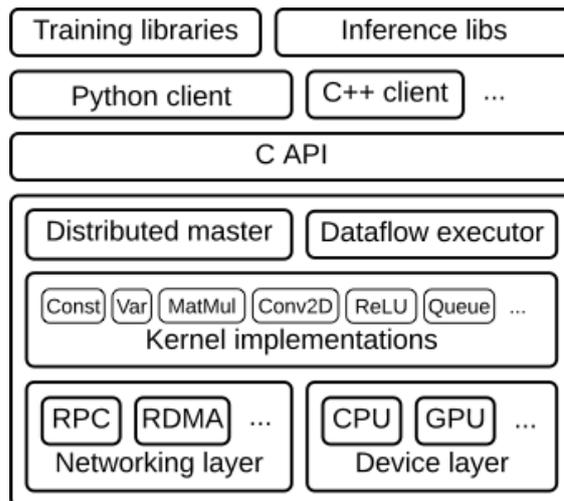 Training libraries Inference libs
Python client C++ client ...
C API
Distributed master Dataflow executor
Const Var MatMul Conv2D ReLU Queue ...
Kernel implementations
RPC RDMA ... CPU GPU ...
Networking layer Device layer